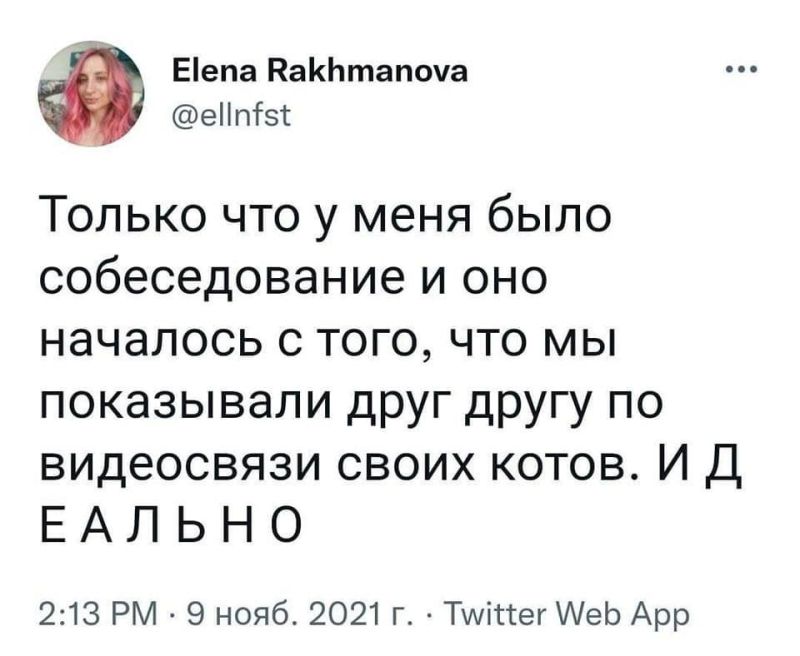 Elena Rakhmanova
@ellnfst
Только что у меня было
собеседование и оно
началось с того, что мы
показывали друг другу по
видеосвязи своих котов. И Д
Е А Л Ь Н О
2:13 PM · 9 нояб. 2021 г. · Twitter Web App